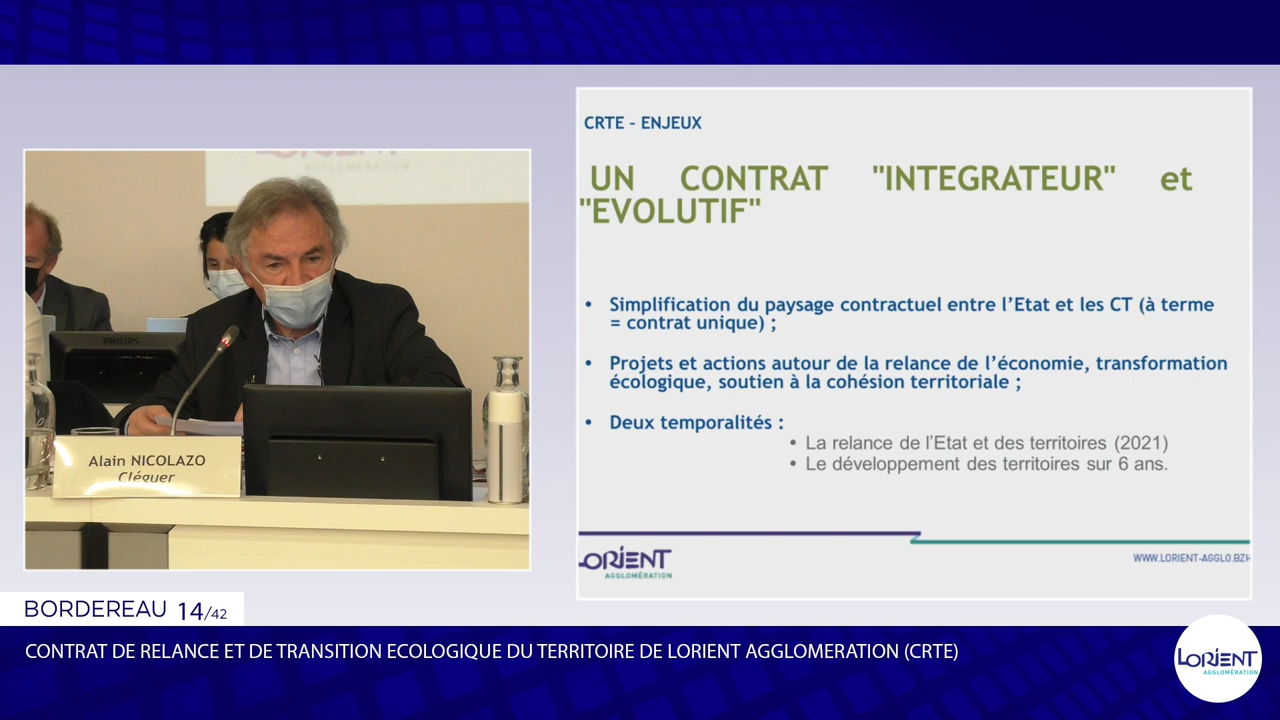 LORIENT
AGGLOMÉRATION
PHILIPS
Alain NICOLAZO
Cléguer
CRTE - ENJEUX
UN CONTRAT "INTEGRATEUR" et
"EVOLUTIF"
• Simplification du paysage contractuel entre l'Etat et les CT (à terme
= contrat unique) ;
• Projets et actions autour de la relance de l'économie, transformation
écologique, soutien à la cohésion territoriale ;
• Deux temporalités :
• La relance de l'Etat et des territoires (2021)
• Le développement des territoires sur 6 ans.
LORIENT
AGGLOMÉRATION
WWW.LORIENT-AGGLO.BZH
BORDEREAU 14/42
CONTRAT DE RELANCE ET DE TRANSITION ECOLOGIQUE DU TERRITOIRE DE LORIENT AGGLOMERATION (CRTE)
LORIENT
AGGLOMÉRATION